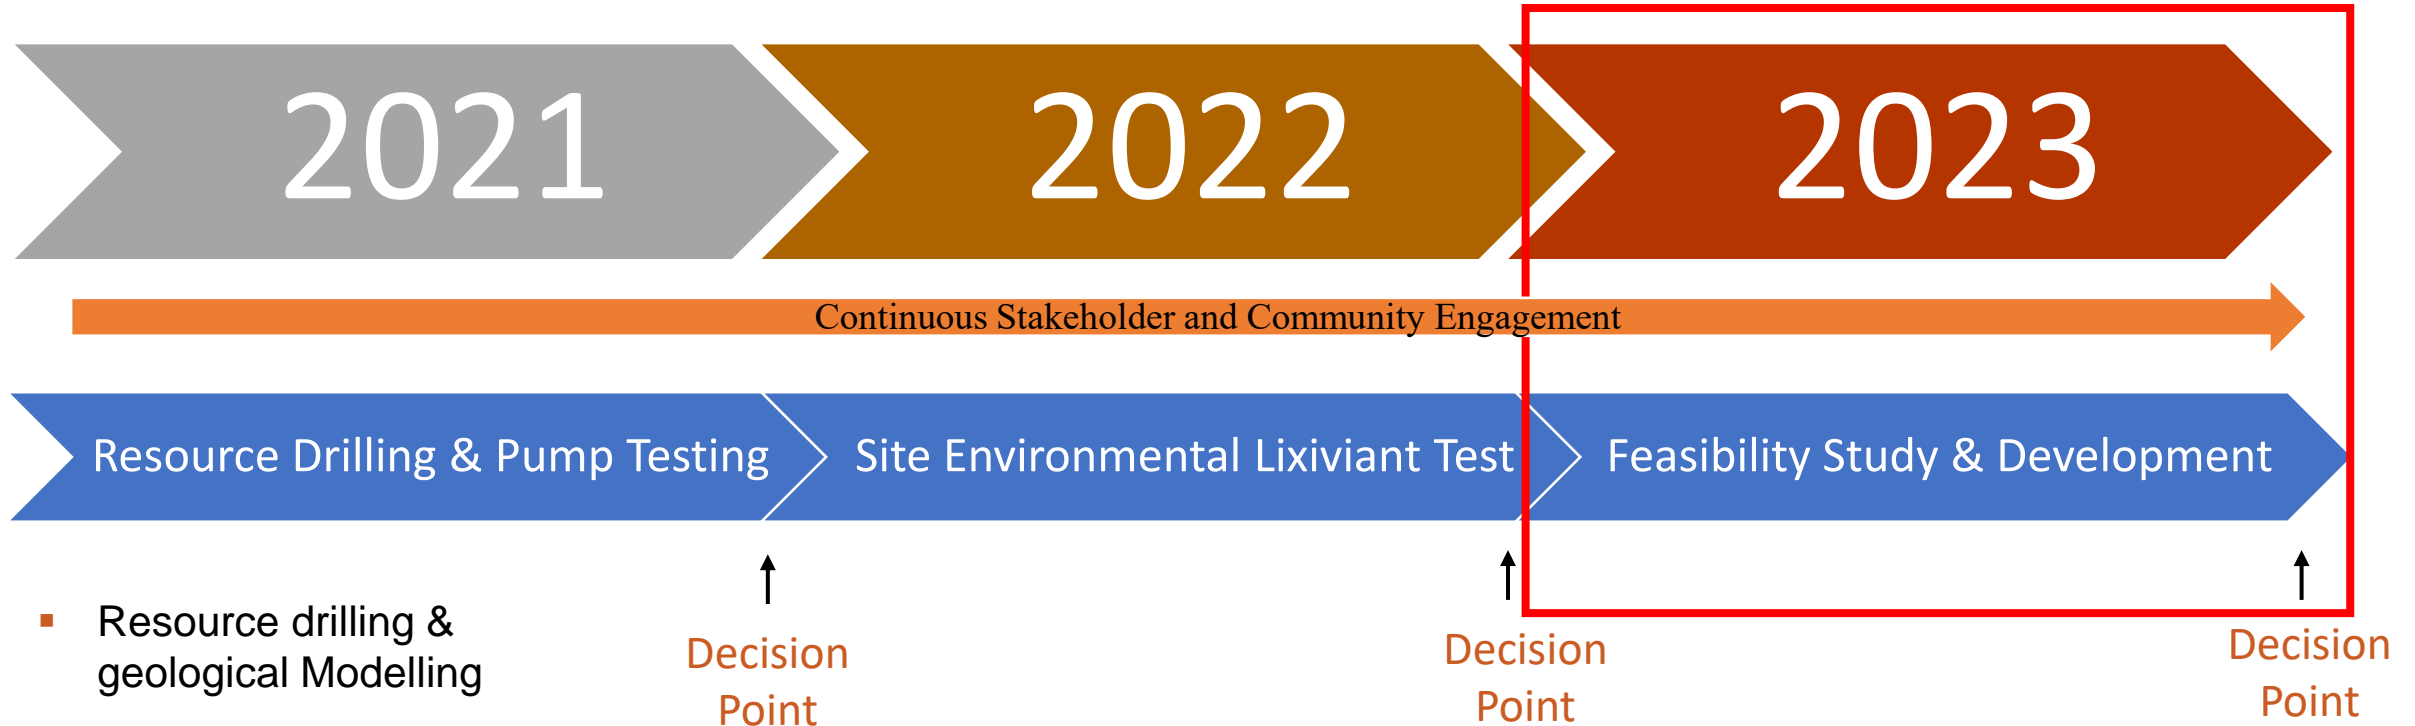 2021
2022
2023
Continuous Stakeholder and Community Engagement
Resource Drilling & Pump Testing
Site Environmental Lixiviant Test
Feasibility Study & Development
▪ Resource drilling &
geological Modelling
Decision
Point
Decision
Point
Decision
Point